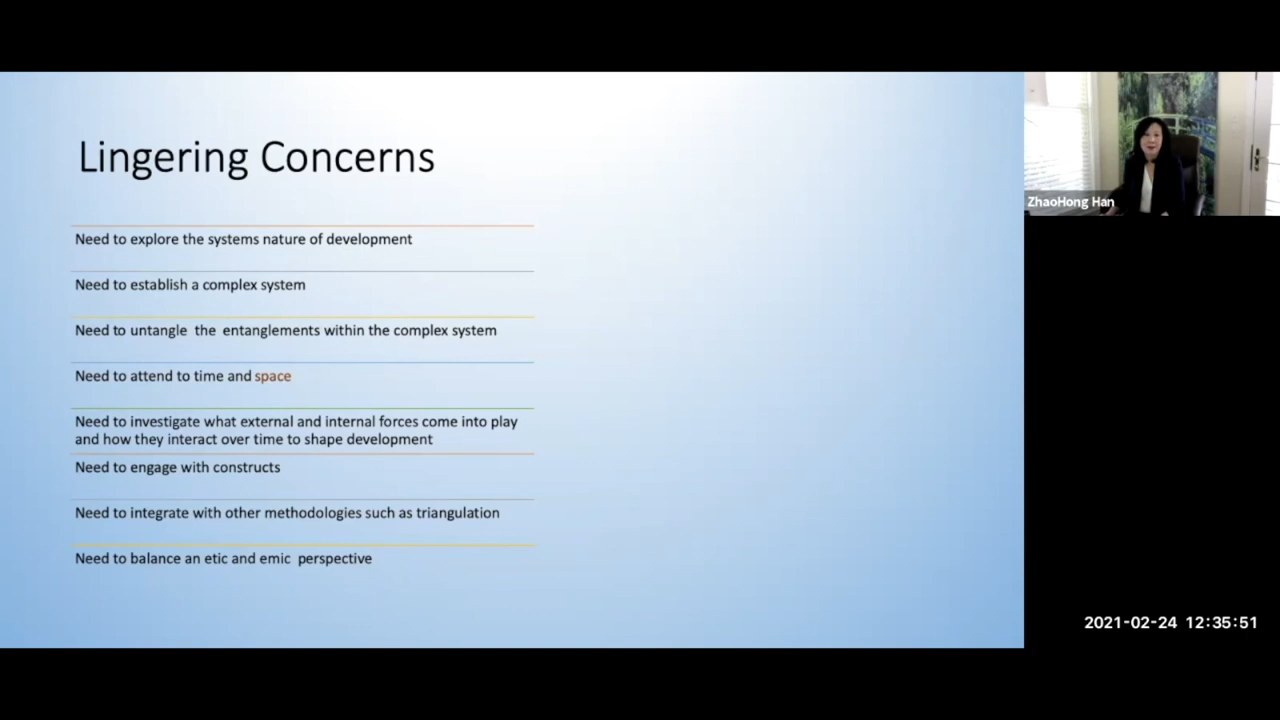 Lingering Concerns
Need to explore the systems nature of development
Need to establish a complex system
Need to untangle  the  entanglements within the complex system
Need to attend to time and space
Need to investigate what external and internal forces come into play
and how they interact over time to shape development
Need to engage with constructs
Need to integrate with other methodologies such as triangulation
Need to balance an etic and emic  perspective
ZhaoHong Han
2021-02-24 12:35:51